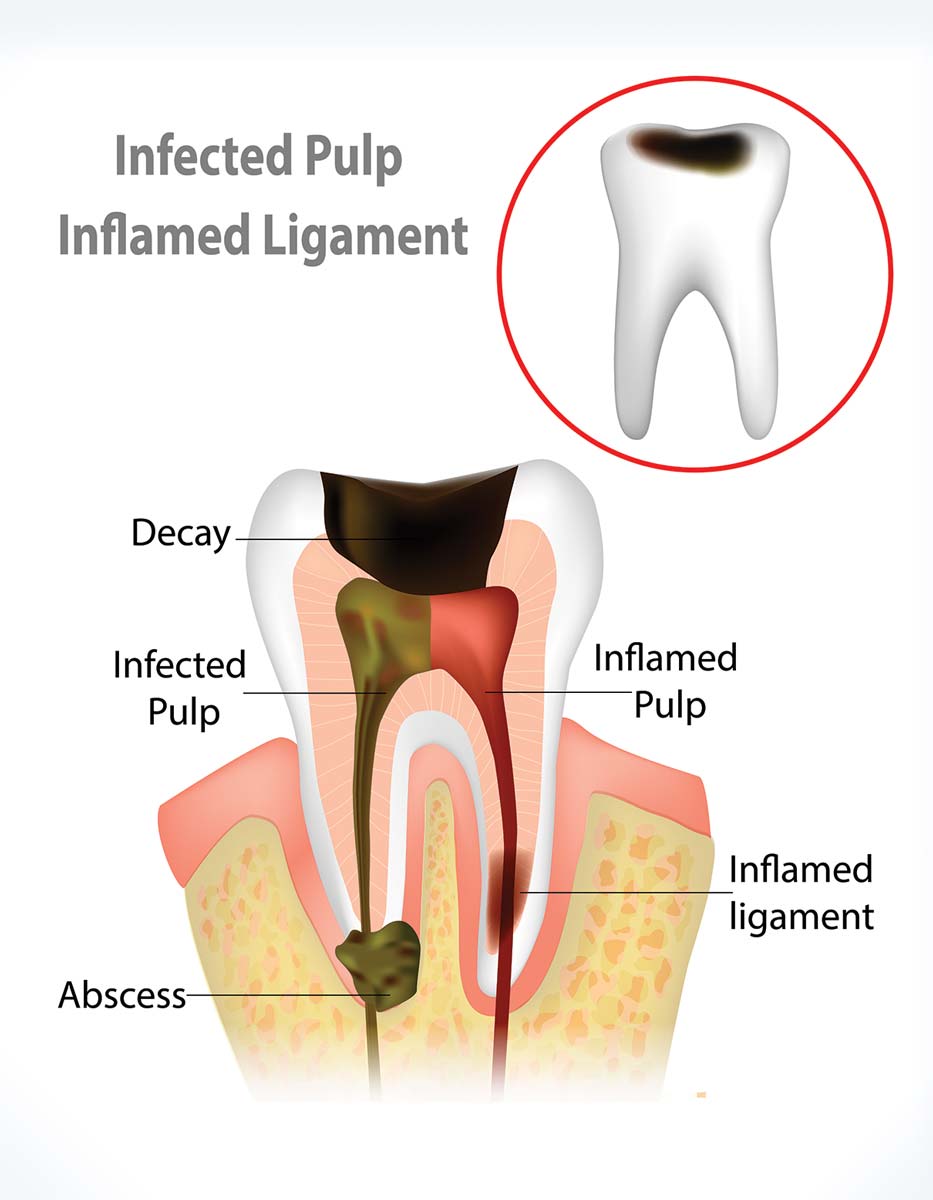 Infected Pulp
Inflamed Ligament
Decay
Infected
Pulp
Inflamed
Pulp
Inflamed
ligament
Abscess